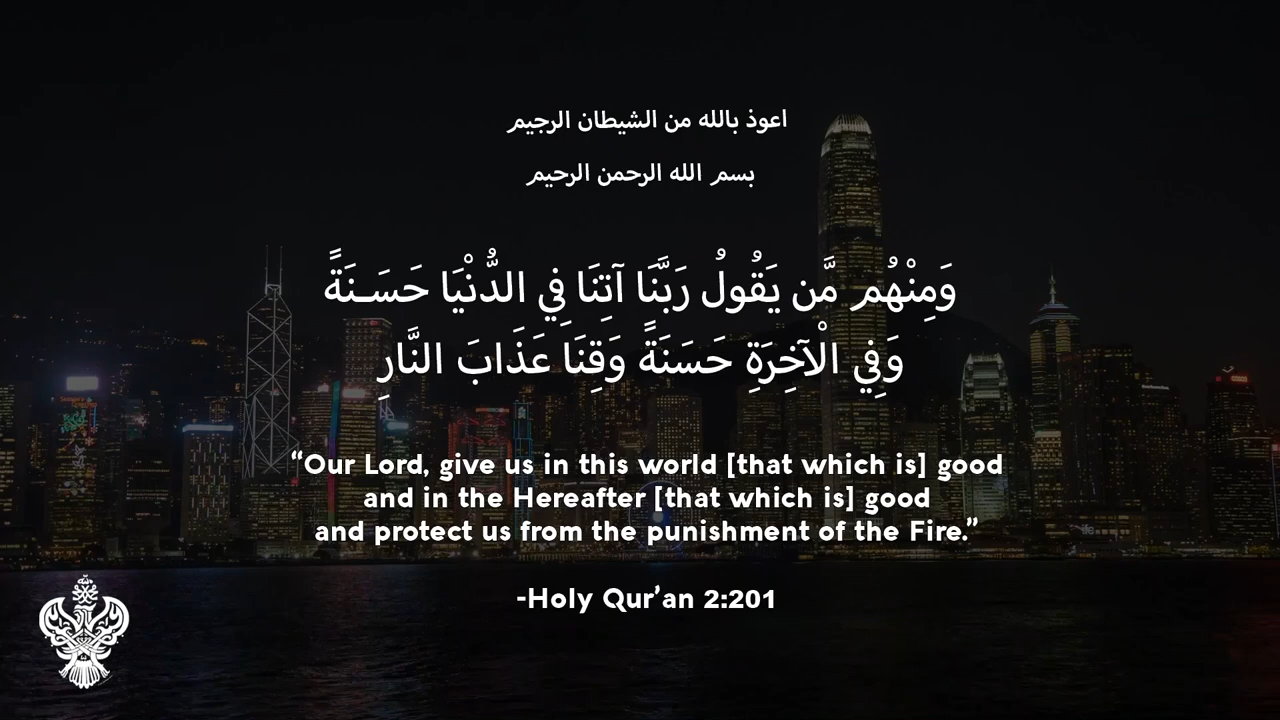 اعوذ بالله من الشيطان الرجيم
بسم الله الرحمن الرحيم
وَمِنْهُم مَّن يَقُولُ رَبَّنَا آتِنَا فِي الدُّنْيَا حَسَـنَةً
وَفِي الْآخِرَةِ حَسَنَةً وَقِنَا عَذَابَ النَّارِ
“Our Lord, give us in this world [that which is] good
and in the Hereafter [that which is] good
and protect us from the punishment of the Fire.”
-Holy Qur’an 2:201